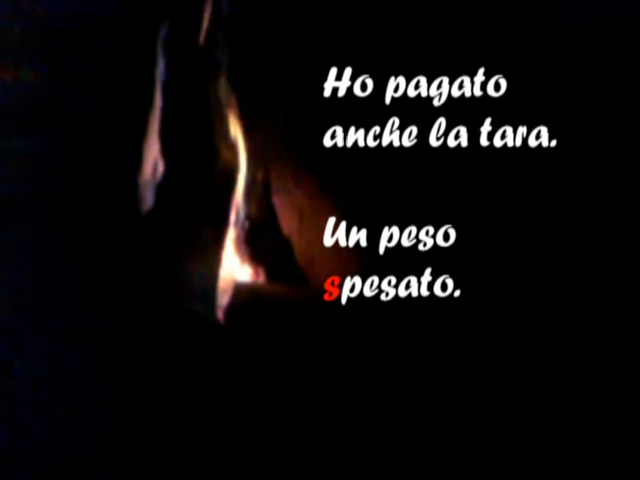 Ho pagato
anche la tara.
Un peso
spesato.